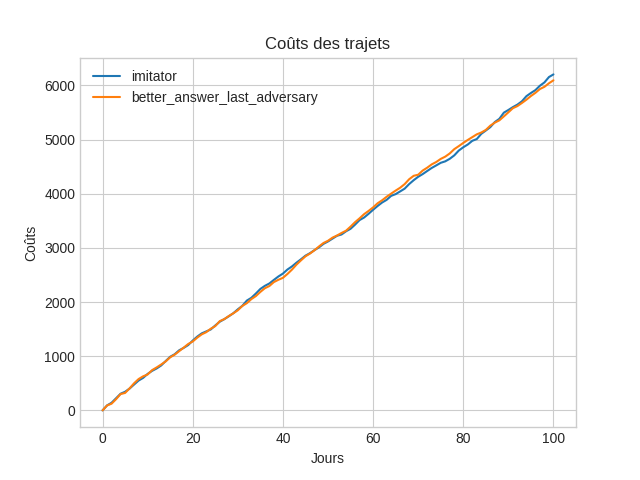 Coûts des trajets
imitator
better_answer_last_adversary
Coûts
6000
5000
4000
3000
2000
1000
0
0 20 40 60 80 100
Jours